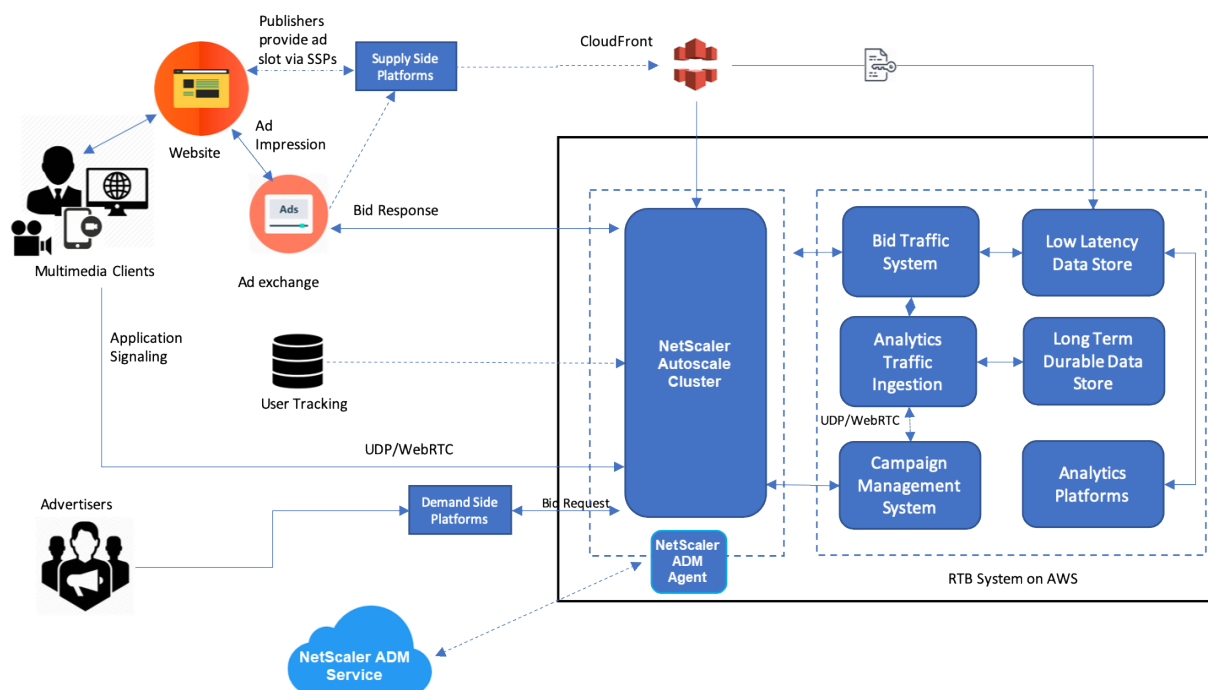 Publishers
provide ad
slot via SSPs
Supply Side
Platforms
CloudFront
Website
Ad
Impression
Ads
Bid Response
Ad exchange
Multimedia Clients
Application
Signaling
User Tracking
UDP/WebRTC
Advertisers
Demand Side
Platforms
Bid Request
NetScaler
Autoscale
Cluster
NetScaler
ADM
Agent
NetScaler ADM
Service
Bid Traffic
System
Low Latency
Data Store
Analytics
Traffic
Ingestion
Long Term
Durable Data
Store
UDP/WebRTC
Campaign
Management
System
Analytics
Platforms
RTB System on AWS